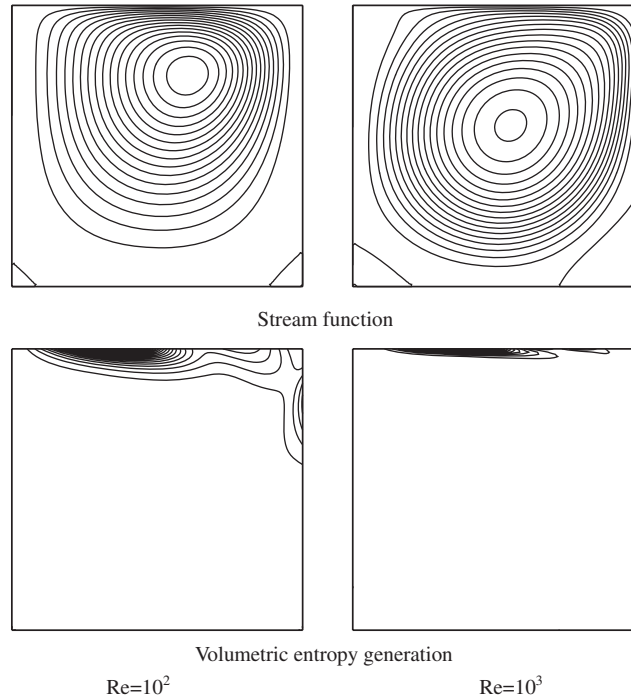 Stream function
Volumetric entropy generation
Re=10² Re=10³